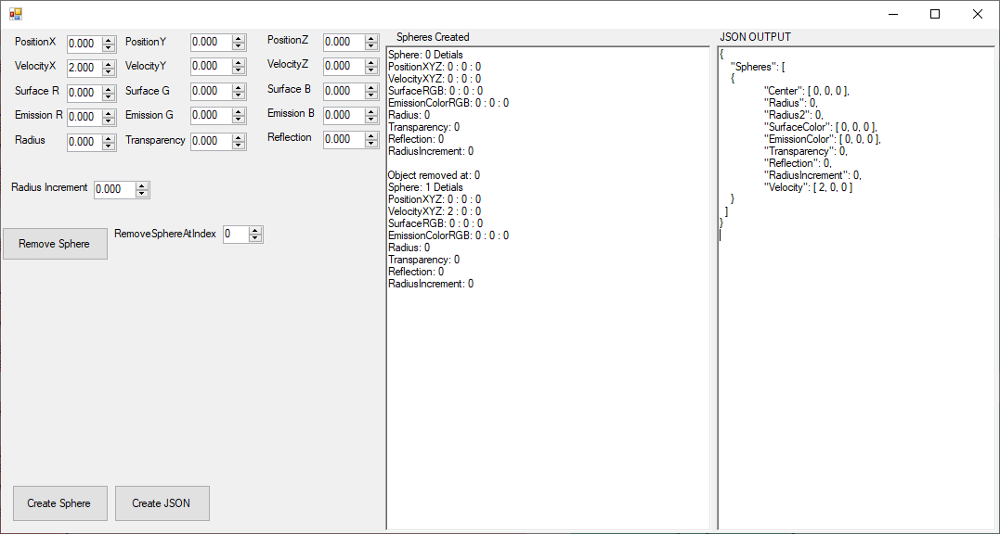 PositionX 0.000 PositionY 0.000 PositionZ 0.000
VelocityX 2.000 VelocityY 0.000 VelocityZ 0.000
Surface R 0.000 Surface G 0.000 Surface B 0.000
Emission R 0.000 Emission G 0.000 Emission B 0.000
Radius 0.000 Transparency 0.000 Reflection 0.000
Radius Increment 0.000
Remove Sphere RemoveSphereAtIndex 0
Create Sphere Create JSON
Spheres Created
Sphere: 0 Detials
PositionXYZ: 0 : 0 : 0
VelocityXYZ: 0 : 0 : 0
SurfaceRGB: 0 : 0 : 0
EmissionColorRGB: 0 : 0 : 0
Radius: 0
Transparency: 0
Reflection: 0
RadiusIncrement: 0
Object removed at: 0
Sphere: 1 Detials
PositionXYZ: 0 : 0 : 0
VelocityXYZ: 2 : 0 : 0
SurfaceRGB: 0 : 0 : 0
EmissionColorRGB: 0 : 0 : 0
Radius: 0
Transparency: 0
Reflection: 0
RadiusIncrement: 0
JSON OUTPUT
{
"Spheres": [
{
"Center": [ 0, 0, 0 ],
"Radius": 0,
"Radius2": 0,
"SurfaceColor": [ 0, 0, 0 ],
"EmissionColor": [ 0, 0, 0 ],
"Transparency": 0,
"Reflection": 0,
"RadiusIncrement": 0,
"Velocity": [ 2, 0, 0 ]
}
]
}